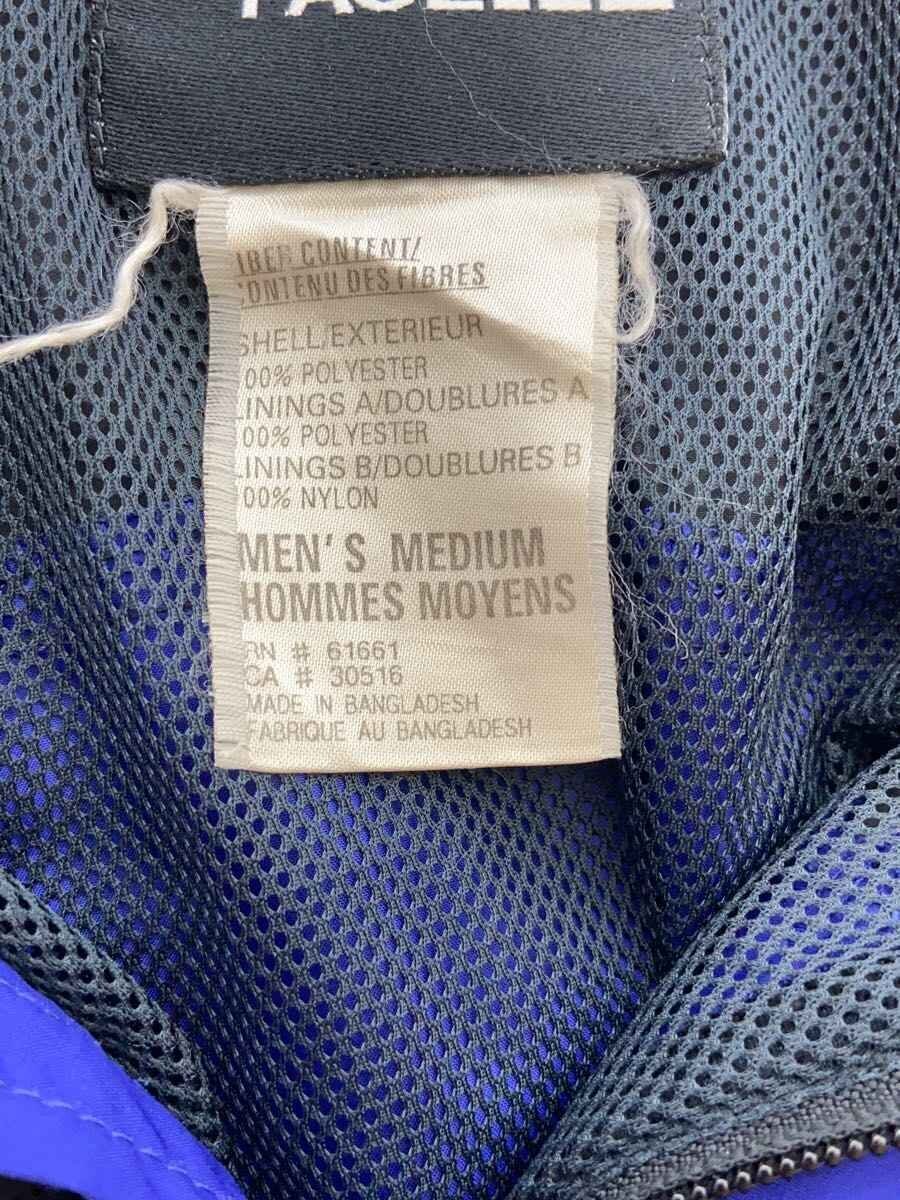 IBER CONTENT/
CONTENU DES FIBRES
SHELL/EXTERIEUR
00% POLYESTER
LININGS A/DOUBLURES A
00% POLYESTER
LININGS B/DOUBLURES B
00% NYLON
MEN'S MEDIUM
HOMMES MOYENS
RN # 61661
CA # 30516
MADE IN BANGLADESH
FABRIQUE AU BANGLADESH